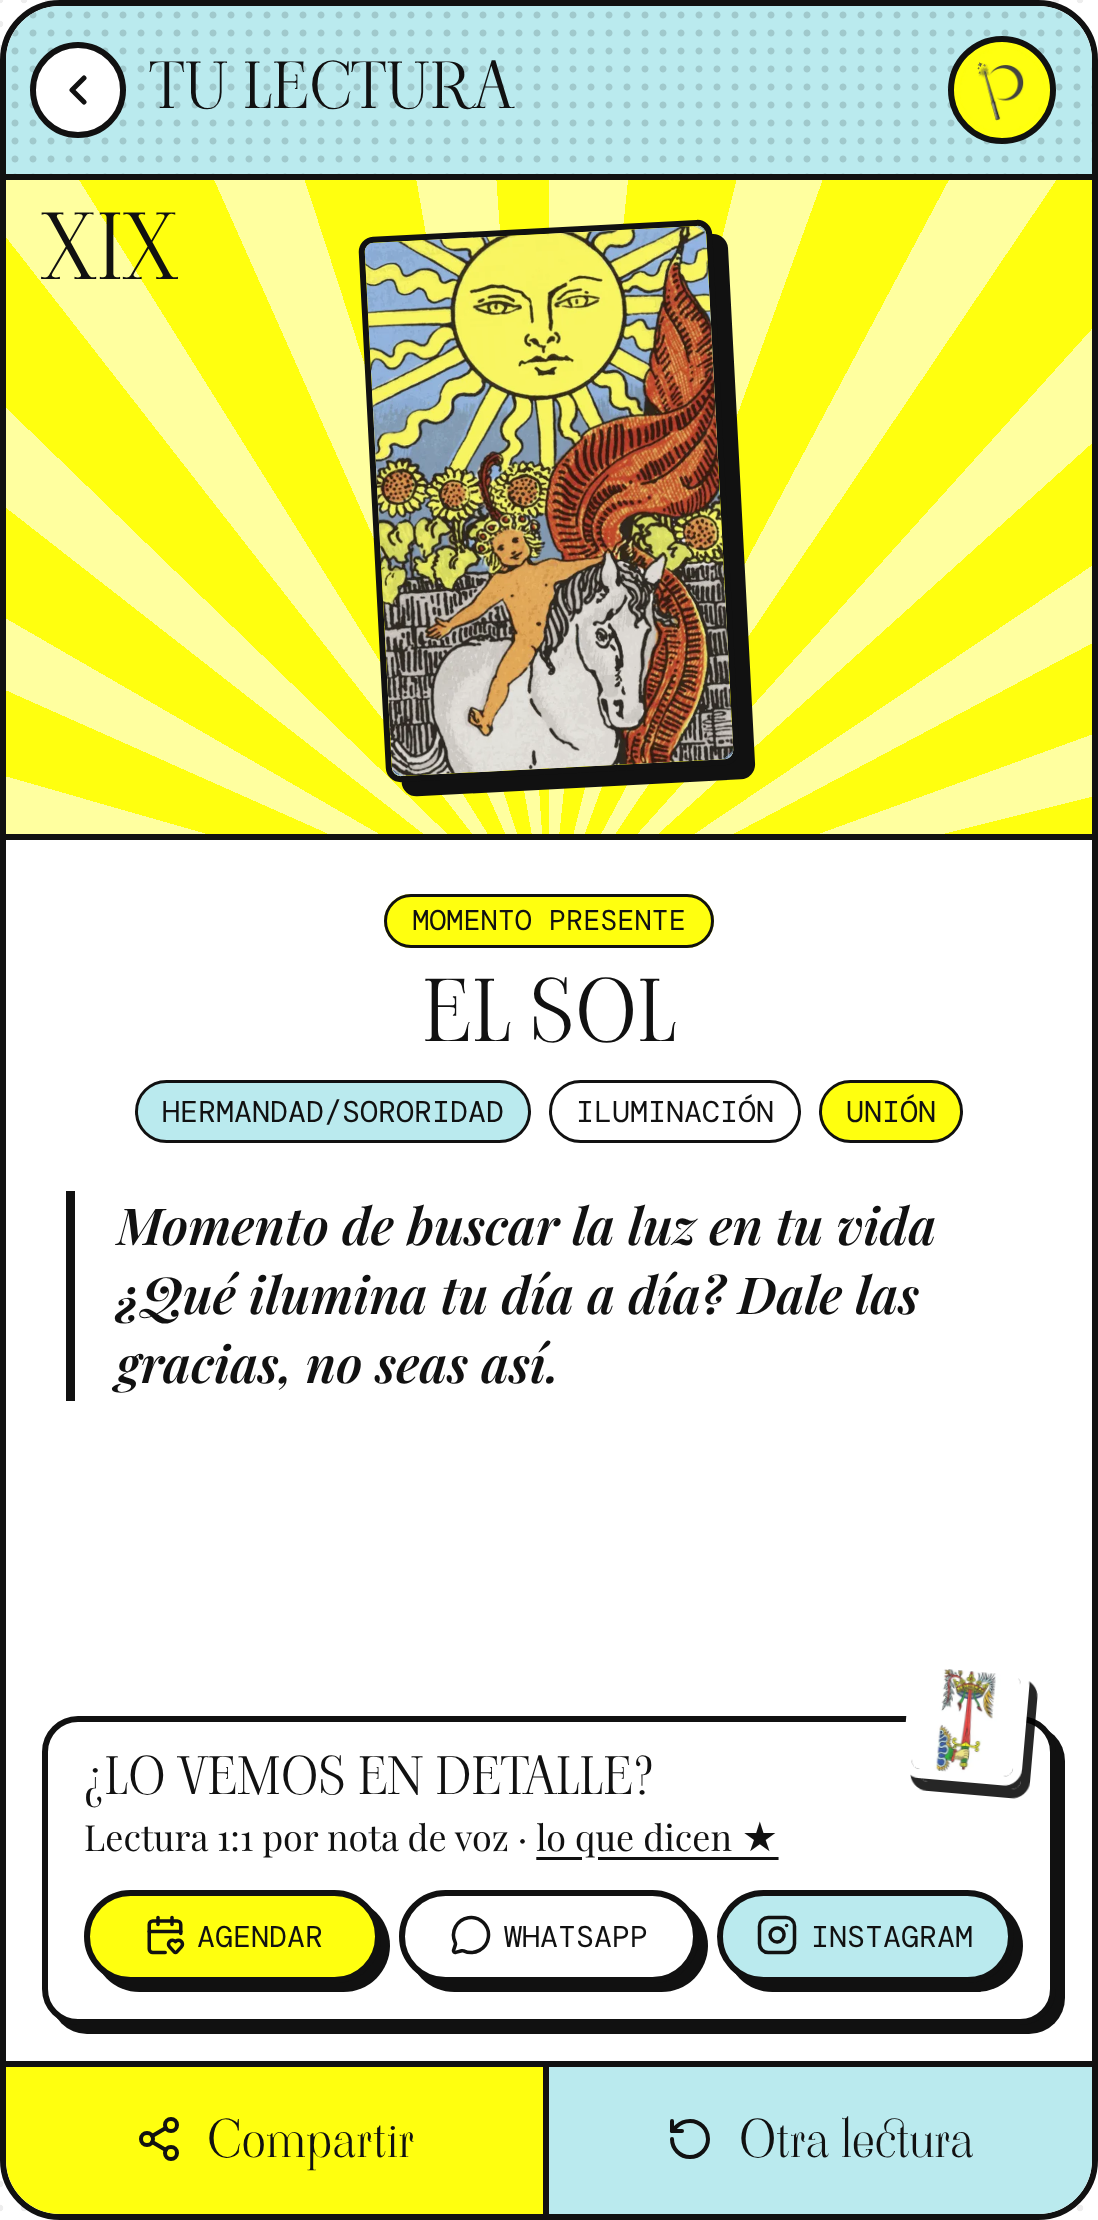 TU LECTURA
XIX
MOMENTO PRESENTE
EL SOL
HERMANDAD/SORORIDAD
ILUMINACIÓN
UNIÓN
Momento de buscar la luz en tu vida
¿Qué ilumina tu día a día? Dale las
gracias, no seas así.
¿LO VEMOS EN DETALLE?
Lectura 1:1 por nota de voz · lo que dicen ★
AGENDAR
WHATSAPP
INSTAGRAM
Compartir
Otra lectura